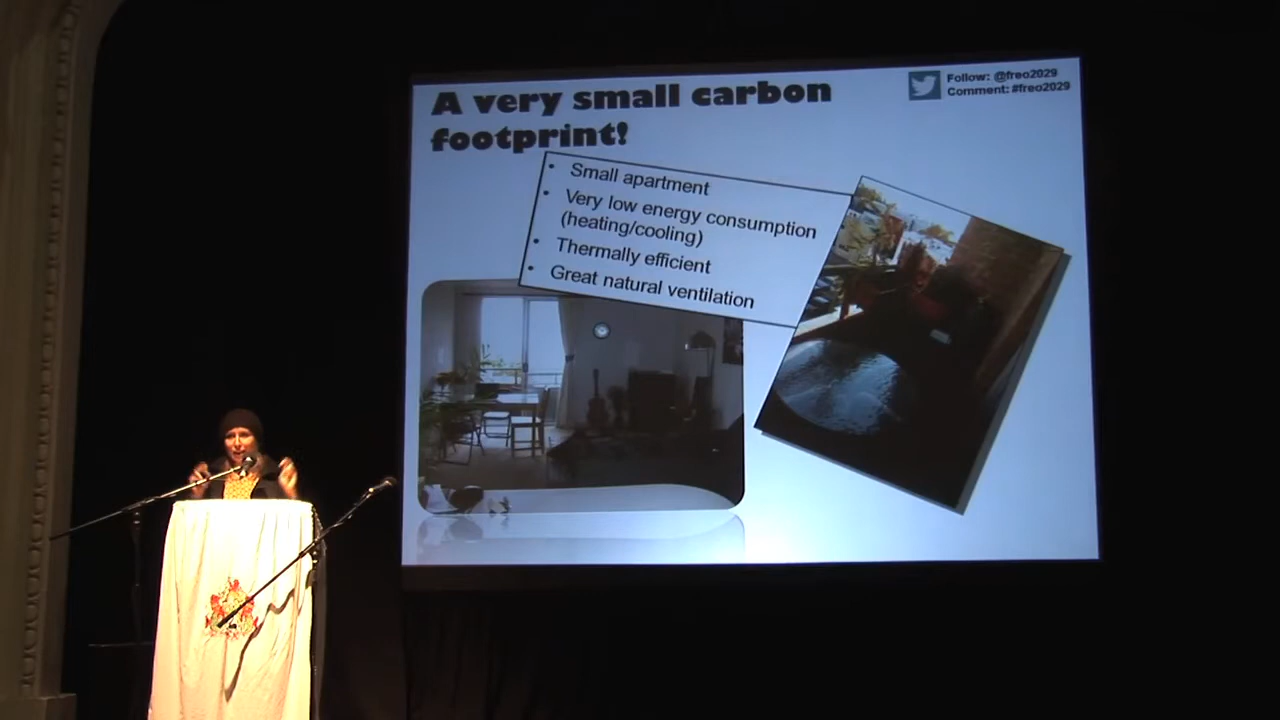 A very small carbon
footprint!
Follow: @freo2029
Comment: #freo2029
• Small apartment
• Very low energy consumption
(heating/cooling)
• Thermally efficient
• Great natural ventilation